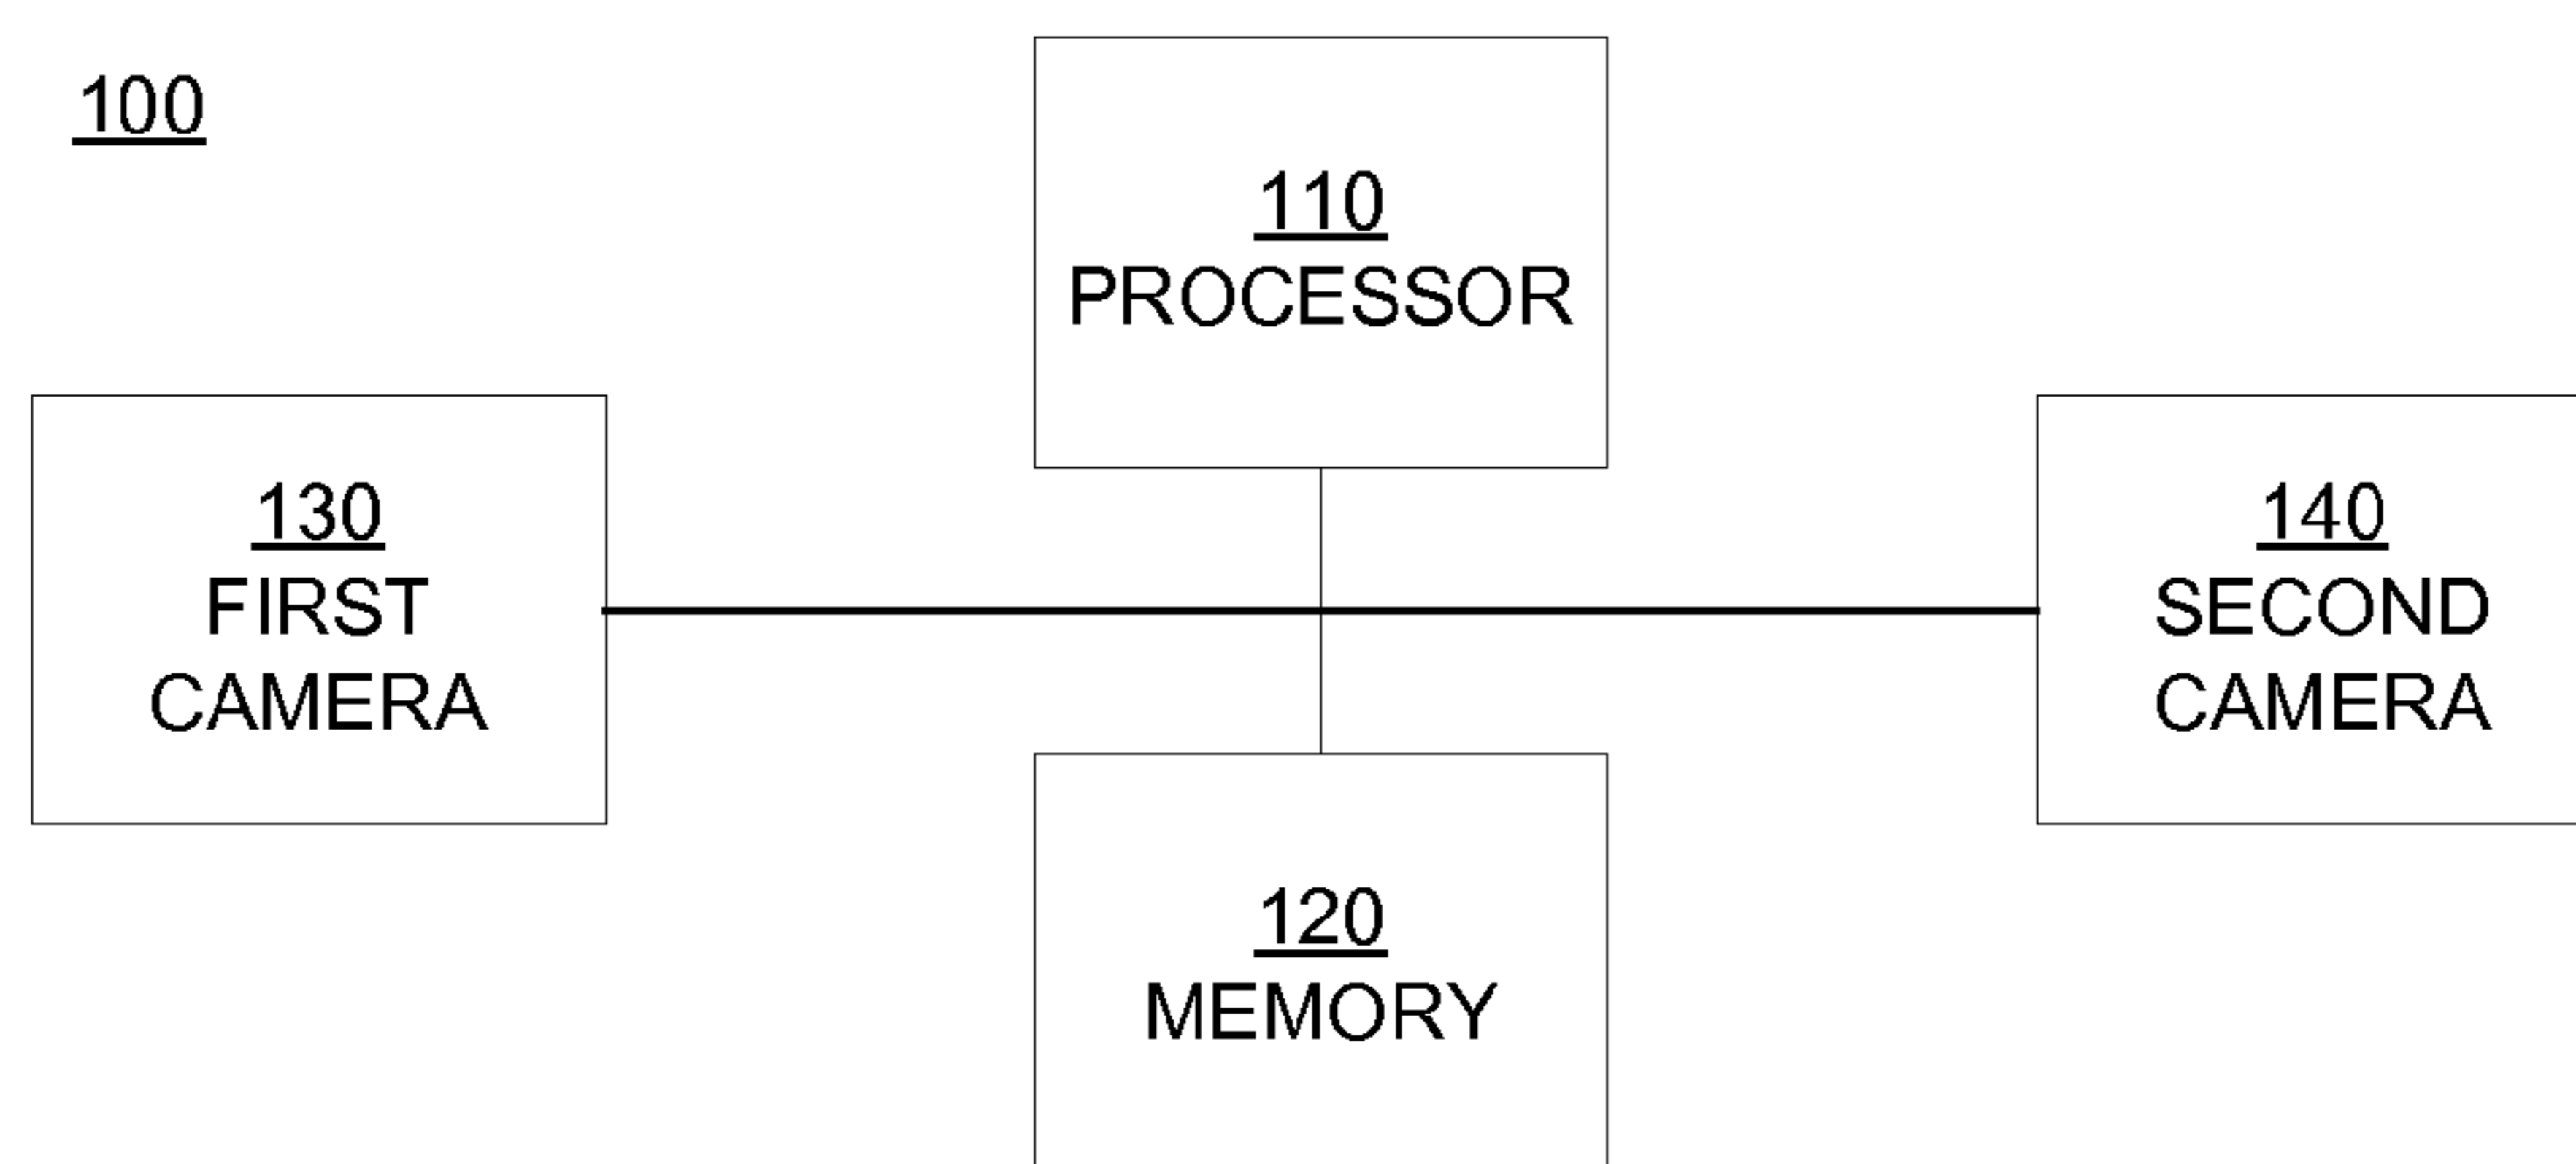 100
110
PROCESSOR
130
FIRST
CAMERA
140
SECOND
CAMERA
120
MEMORY